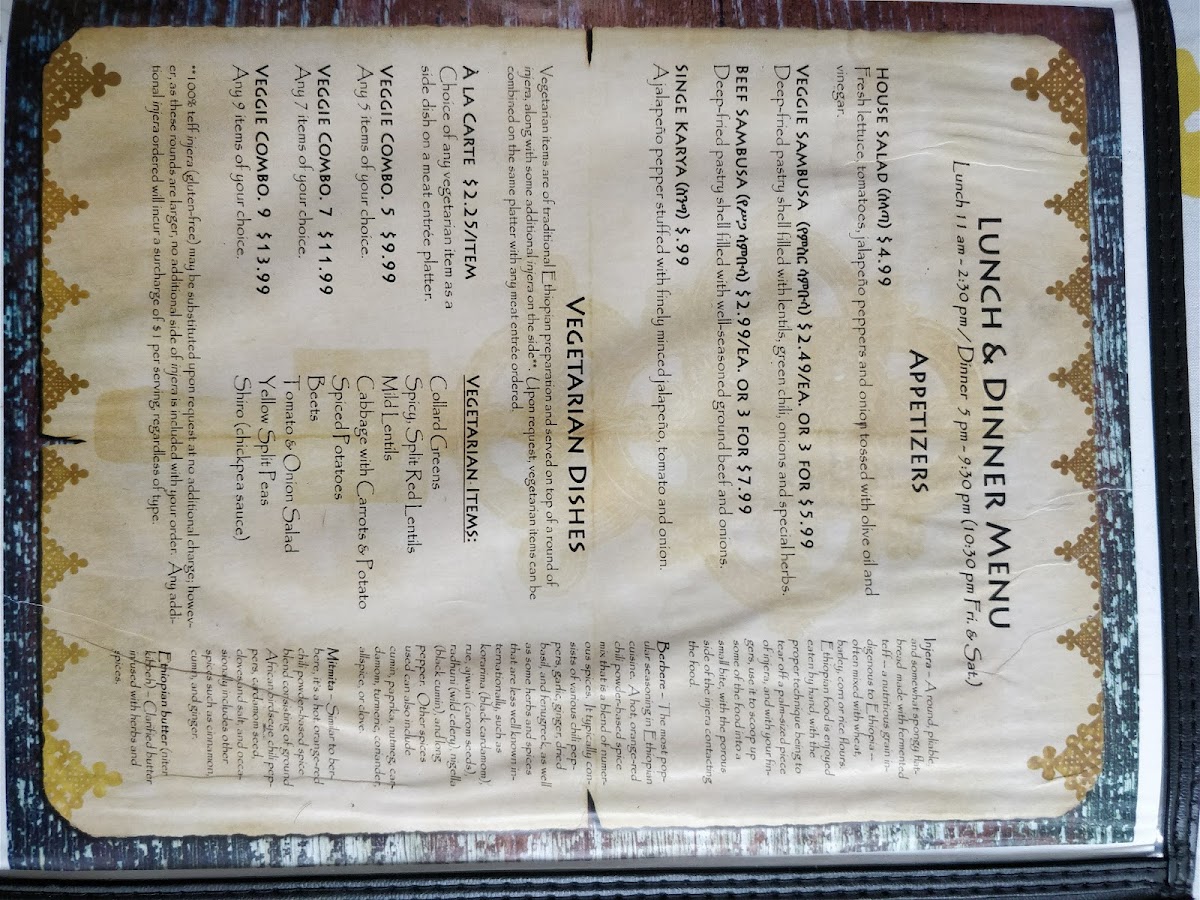 LUNCH & DINNER MENU
Lunch 11 am - 2:30 pm / Dinner 5 pm - 9:30 pm (10:30 pm Fri. & Sat.)
APPETIZERS
HOUSE SALAD (ሰላጣ) $4.99
Fresh lettuce, tomatoes, jalapeño peppers and onion tossed with olive oil and
vinegar.
VEGGIE SAMBUSA (የምስር ሳምቡሳ) $2.49/EA. OR 3 FOR $5.99
Deep-fried pastry shell filled with lentils, green chili, onions and special herbs.
BEEF SAMBUSA (የሥጋ ሳምቡሳ) $2.99/EA. OR 3 FOR $7.99
Deep-fried pastry shell filled with well-seasoned ground beef and onions.
SINGE KARYA (ስንግ) $.99
A jalapeño pepper stuffed with finely minced jalapeño, tomato and onion.
VEGETARIAN DISHES
Vegetarian items are of traditional Ethiopian preparation and served on top of a round of
injera, along with some additional injera on the side**. Upon request, vegetarian items can be
combined on the same platter with any meat entrée ordered.
À LA CARTE $2.25/ITEM
Choice of any vegetarian item as a
side dish on a meat entrée platter.
VEGGIE COMBO. 5 $9.99
Any 5 items of your choice.
VEGGIE COMBO. 7 $11.99
Any 7 items of your choice.
VEGGIE COMBO. 9 $13.99
Any 9 items of your choice.
VEGETARIAN ITEMS:
Collard Greens
Spicy, Split Red Lentils
Mild Lentils
Cabbage with Carrots & Potato
Spiced Potatoes
Beets
Tomato & Onion Salad
Yellow Split Peas
Shiro (chickpea sauce)
**100% teff injera (gluten-free) may be substituted upon request at no additional charge; howev-
er, as these rounds are larger, no additional side of injera is included with your order. Any addi-
tional injera ordered will incur a surcharge of $1 per serving, regardless of type.
Injera – A round, pliable
and somewhat spongy flat-
bread made with fermented
teff – a nutritious grain in-
digenous to Ethiopia –
often mixed with wheat,
barley, corn or rice flours.
Ethiopian food is enjoyed
eaten by hand, with the
proper technique being to
tear off a palm-size piece
of injera, and with your fin-
gers, use it to scoop up
some of the food into a
small bite, with the porous
side of the injera contacting
the food.
Berbere – The most pop-
ular seasoning in Ethiopian
cuisine. A hot, orange-red
chili powder-based spice
mix that is a blend of numer-
ous spices. It typically con-
sists of various chili pep-
pers, garlic, ginger, dried
basil, and fenugreek, as well
as some herbs and spices
that are less well known in-
ternationally, such as
korarima (black cardamom),
rue, ajwain (carom seeds),
radhuni (wild celery), nigella
(black cumin), and long
pepper. Other spices
used can also include
cumin, paprika, nutmeg, car-
damom, turmeric, coriander,
allspice, or clove.
Mitmita – Similar to ber-
bere, it's a hot orange-red
chili powder-based spice
blend consisting of ground
African birdseye chili pep-
pers, cardamom seed,
cloves and salt, and occa-
sionally includes other
spices such as cinnamon,
cumin, and ginger.
Ethiopian butter (niter
kibbeh) – Clarified butter
infused with herbs and
spices.